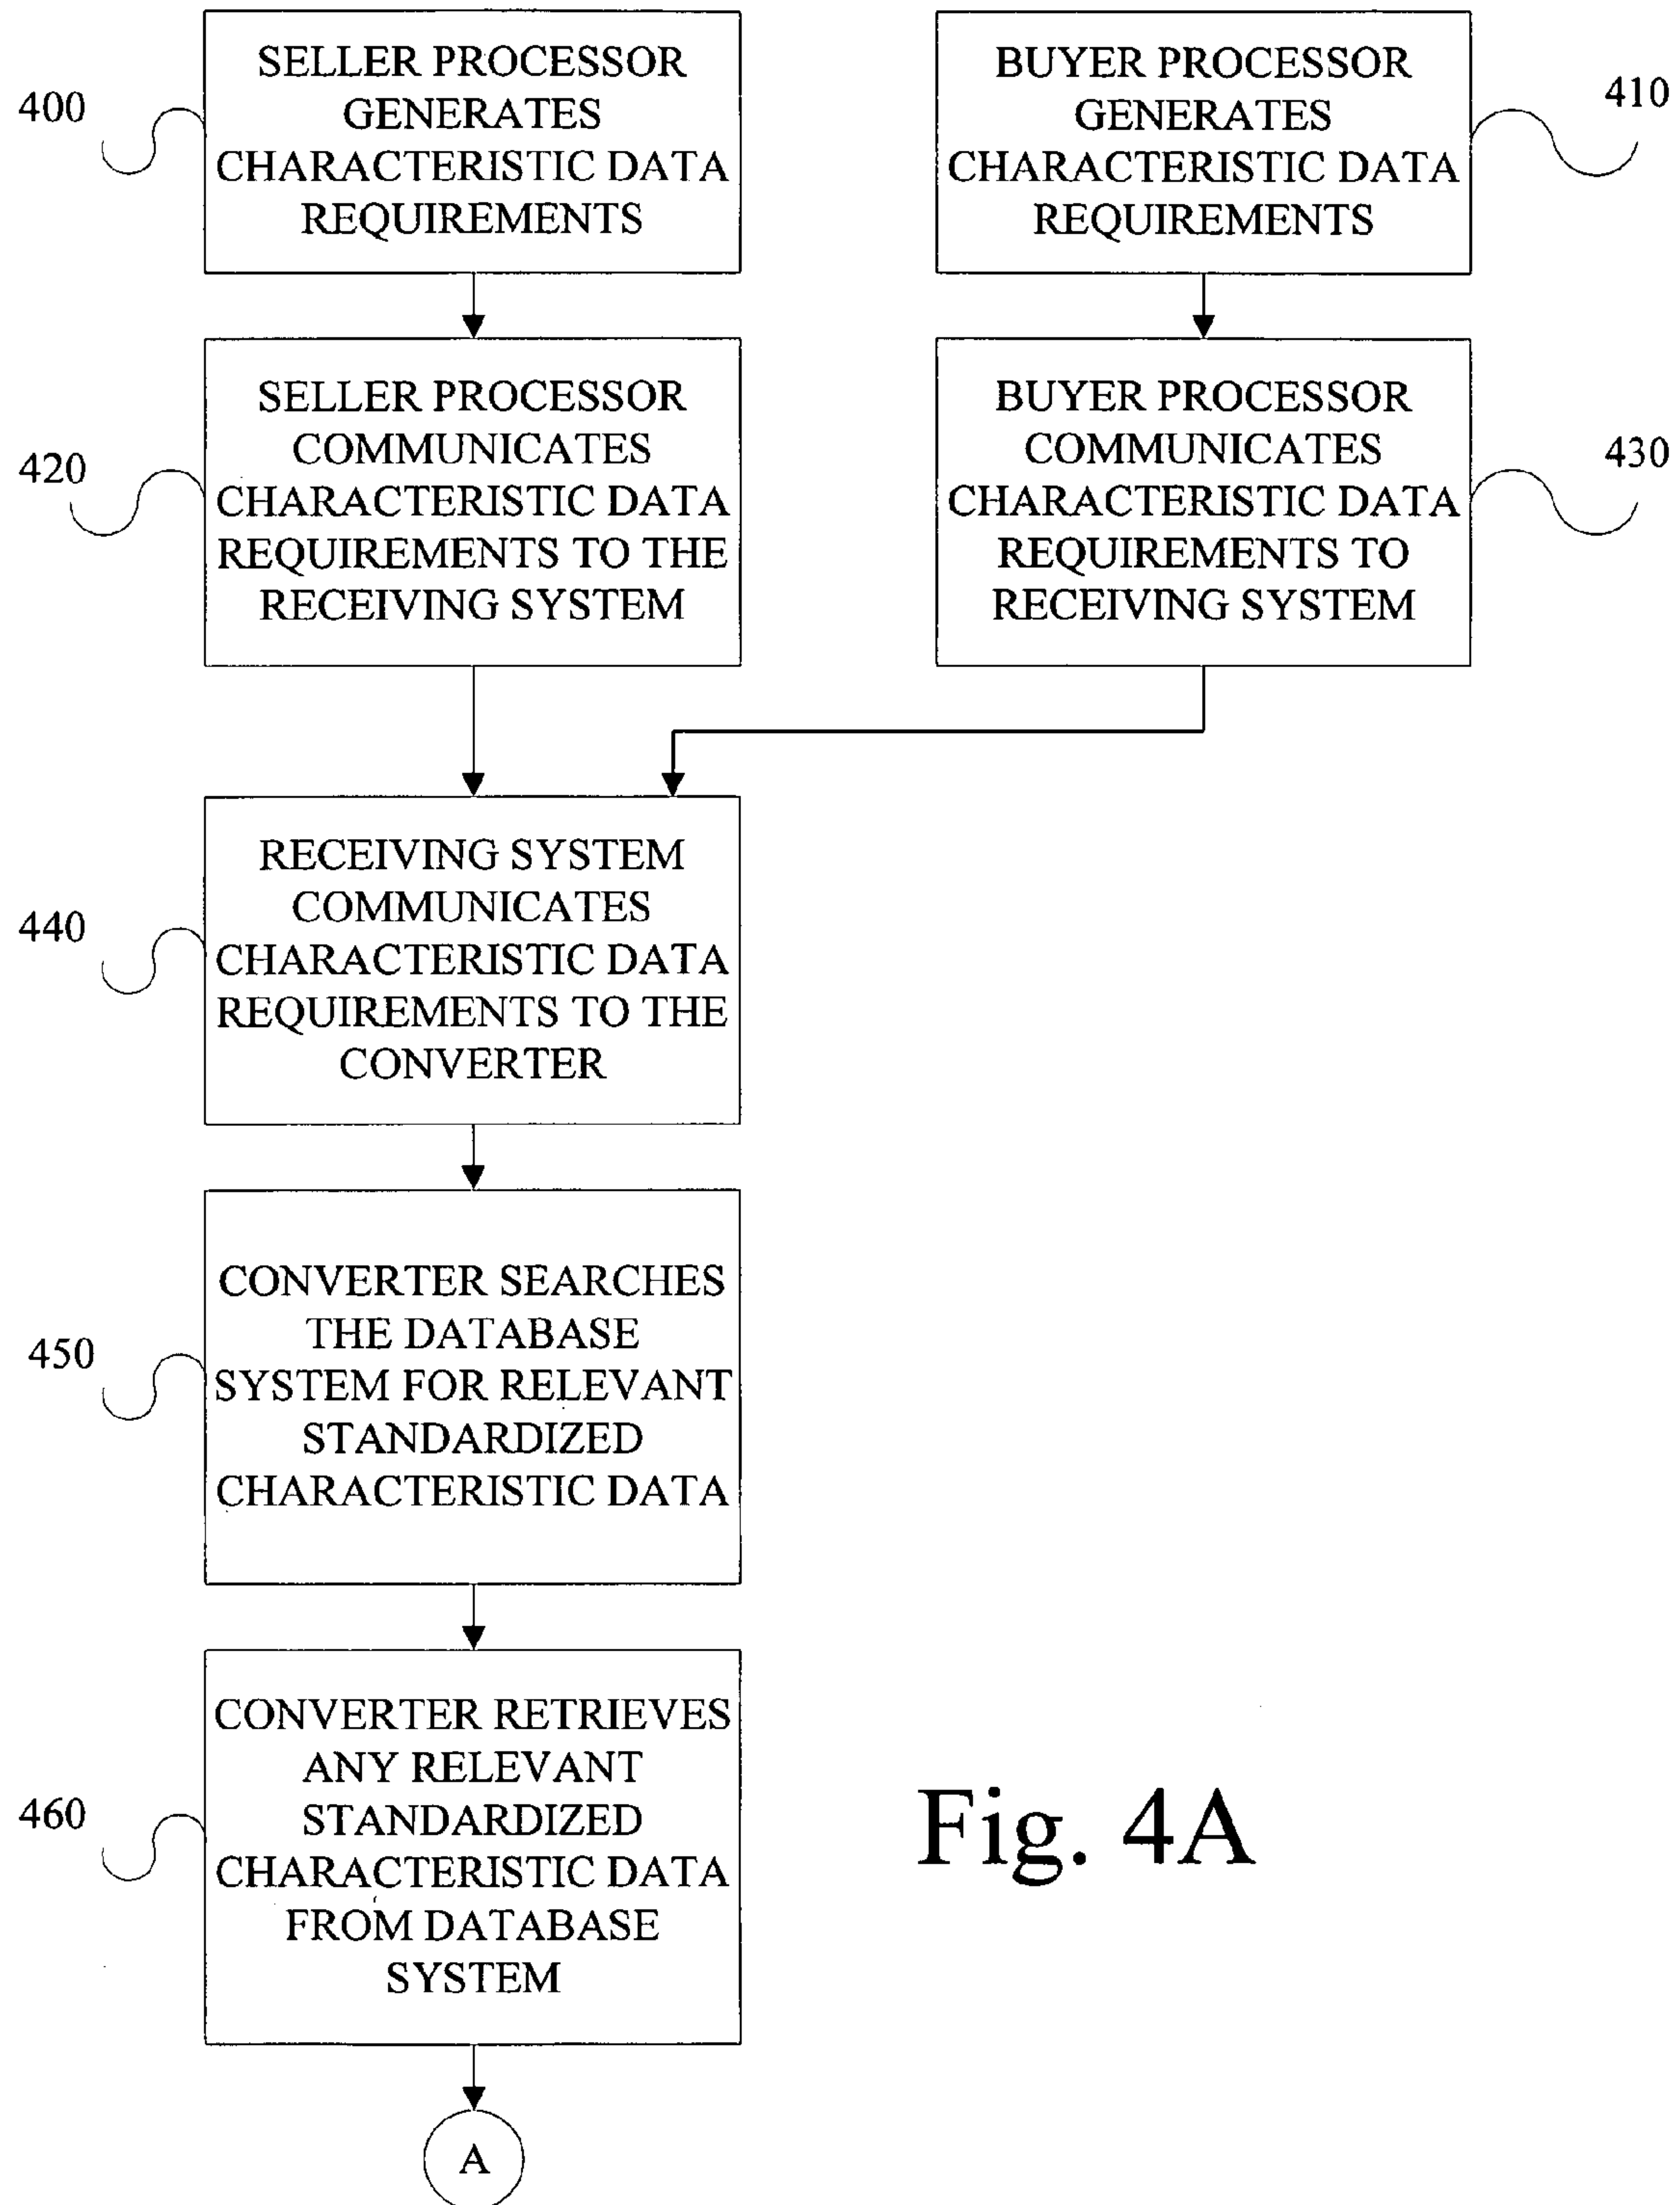 400
SELLER PROCESSOR
GENERATES
CHARACTERISTIC DATA
REQUIREMENTS
BUYER PROCESSOR
GENERATES
CHARACTERISTIC DATA
REQUIREMENTS
410
420
SELLER PROCESSOR
COMMUNICATES
CHARACTERISTIC DATA
REQUIREMENTS TO THE
RECEIVING SYSTEM
BUYER PROCESSOR
COMMUNICATES
CHARACTERISTIC DATA
REQUIREMENTS TO
RECEIVING SYSTEM
430
440
RECEIVING SYSTEM
COMMUNICATES
CHARACTERISTIC DATA
REQUIREMENTS TO THE
CONVERTER
450
CONVERTER SEARCHES
THE DATABASE
SYSTEM FOR RELEVANT
STANDARDIZED
CHARACTERISTIC DATA
460
CONVERTER RETRIEVES
ANY RELEVANT
STANDARDIZED
CHARACTERISTIC DATA
FROM DATABASE
SYSTEM
Fig. 4A
A